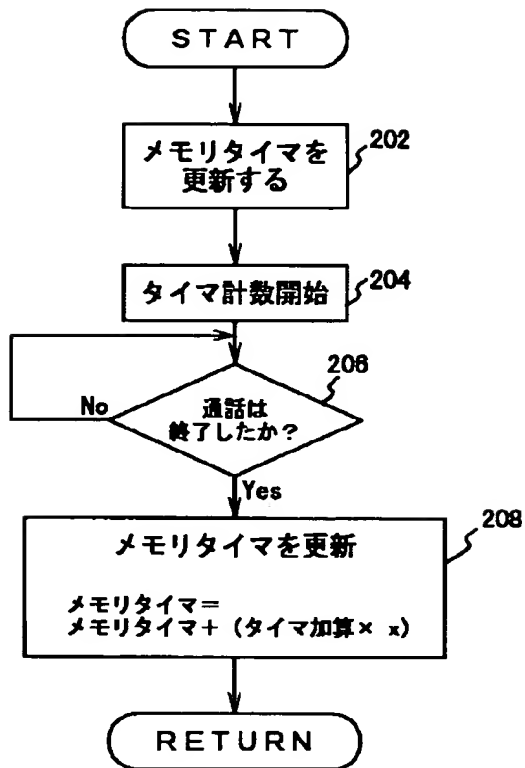 START
メモリタイマを
更新する
202
タイマ計数開始
204
206
通話は
終了したか？
No
Yes
208
メモリタイマを更新
メモリタイマ＝
メモリタイマ＋（タイマ加算× x）
RETURN